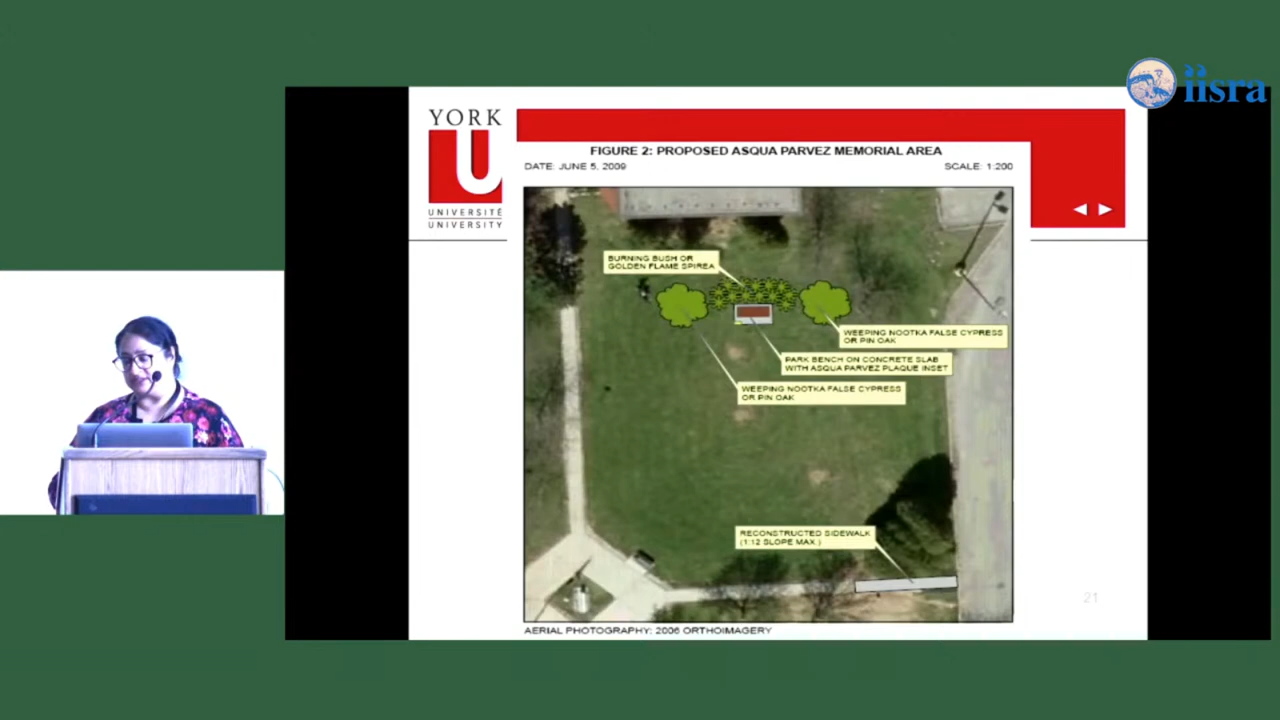 iisra
YORK
U
UNIVERSITÉ
UNIVERSITY
FIGURE 2: PROPOSED ASQUA PARVEZ MEMORIAL AREA
DATE: JUNE 5, 2009
SCALE: 1:200
BURNING BUSH OR
GOLDEN FLAME SPIREA
WEEPING NOOTKA FALSE CYPRESS
OR PIN OAK
PARK BENCH ON CONCRETE SLAB
WITH ASQUA PARVEZ PLAQUE INSET
WEEPING NOOTKA FALSE CYPRESS
OR PIN OAK
RECONSTRUCTED SIDEWALK
(1:12 SLOPE MAX.)
21
AERIAL PHOTOGRAPHY: 2006 ORTHOIMAGERY